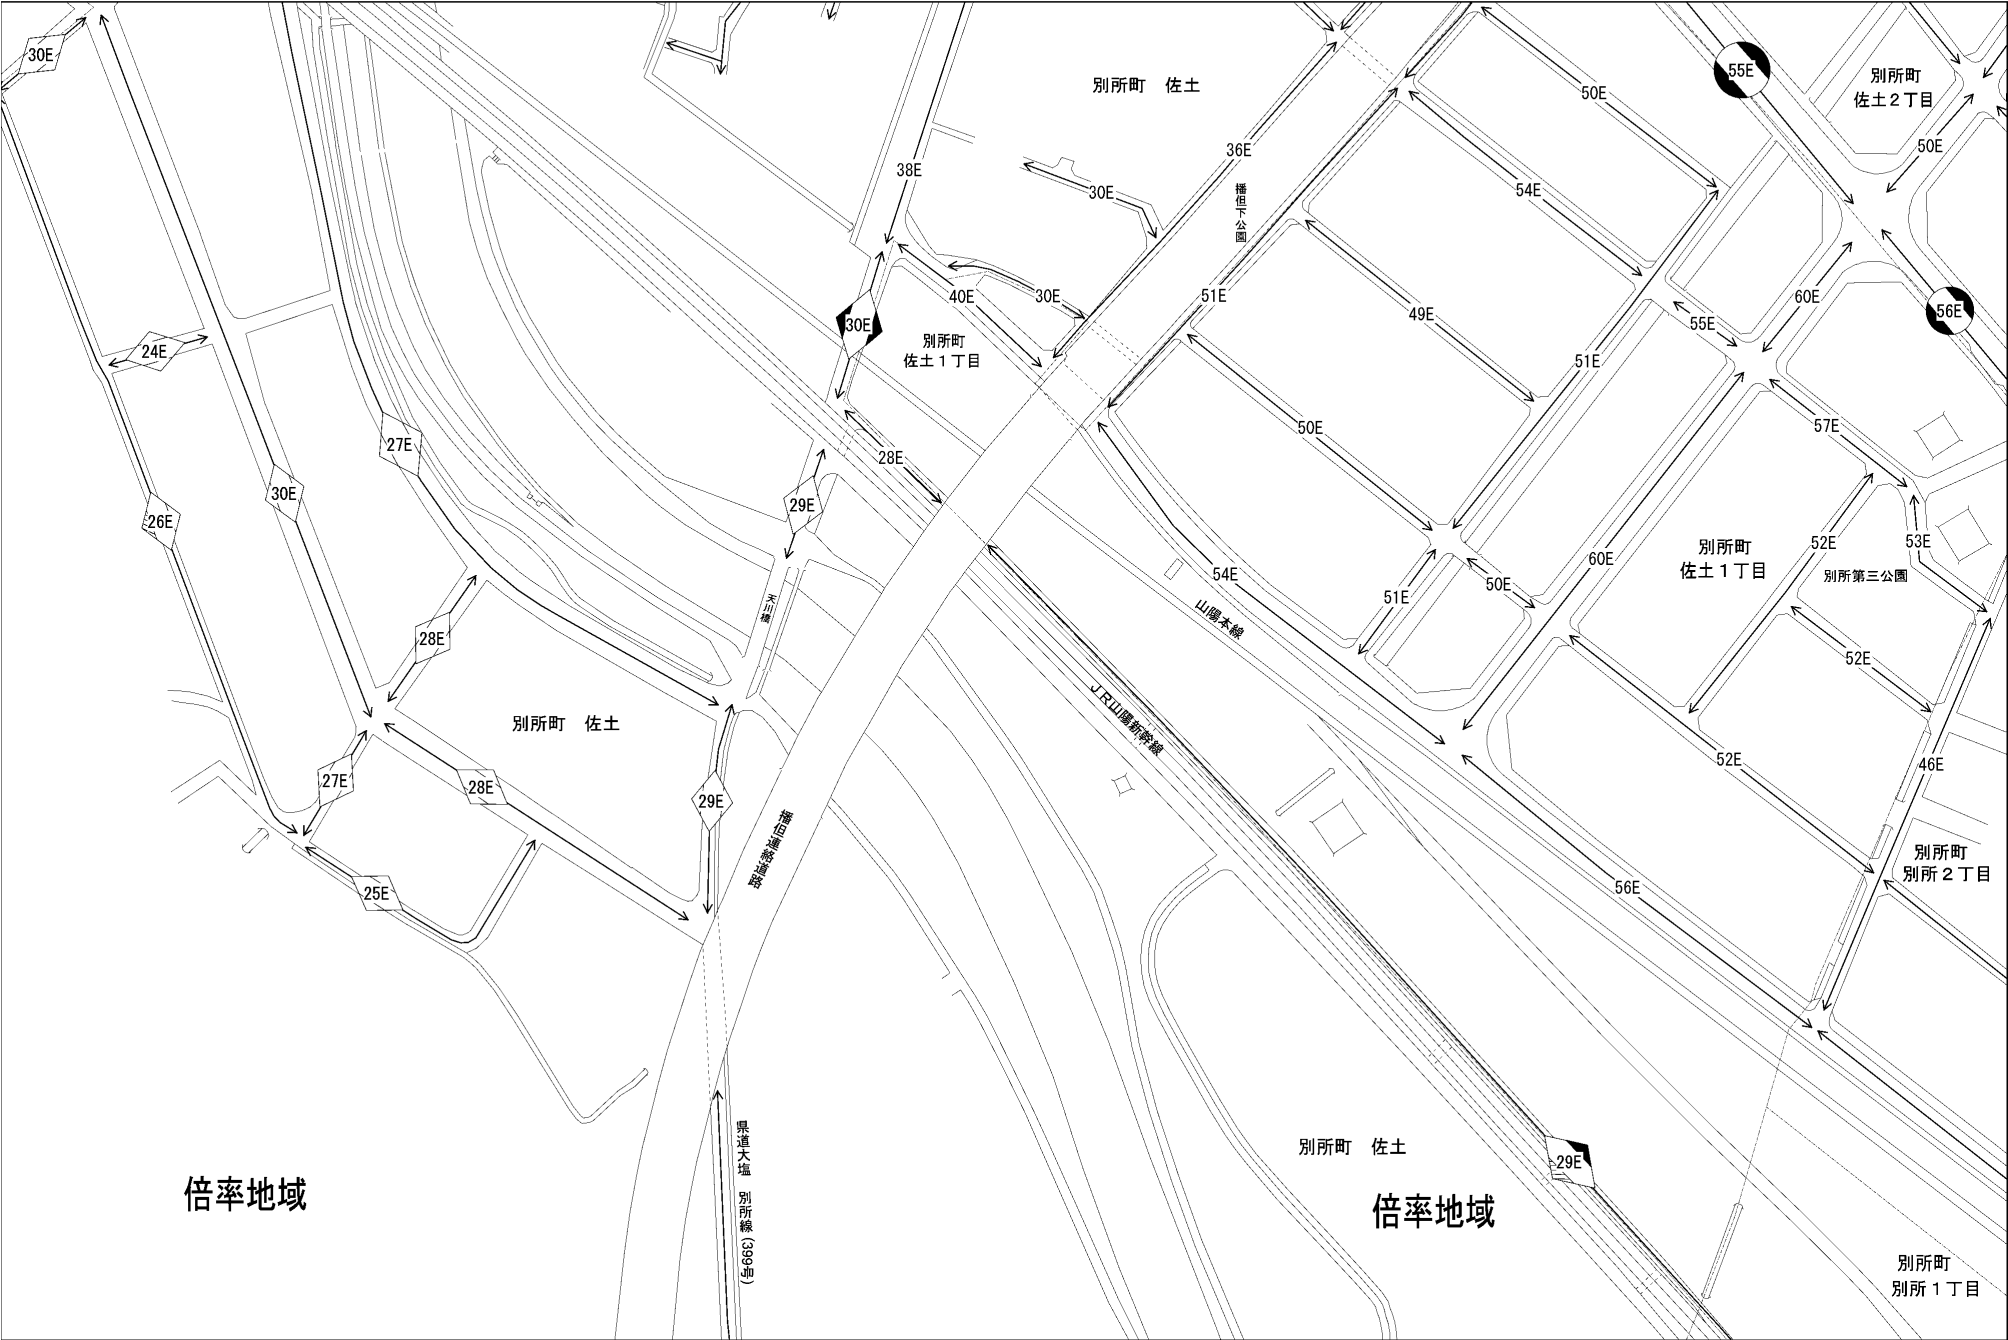 30E
55E
別所町
佐土2丁目
別所町 佐土
50E
50E
38E
36E
30E
54E
播但下公園
40E
30E
51E
60E
56E
30E
49E
55E
24E
別所町
佐土1丁目
51E
27E
50E
57E
28E
30E
29E
26E
別所町
佐土1丁目
52E
53E
54E
60E
別所第三公園
50E
51E
天川橋
山陽本線
28E
52E
JR山陽新幹線
別所町 佐土
52E
46E
27E
28E
29E
播但連絡道路
別所町
別所2丁目
56E
25E
県道大塩 別所線(399号)
別所町 佐土
29E
倍率地域
倍率地域
別所町
別所1丁目